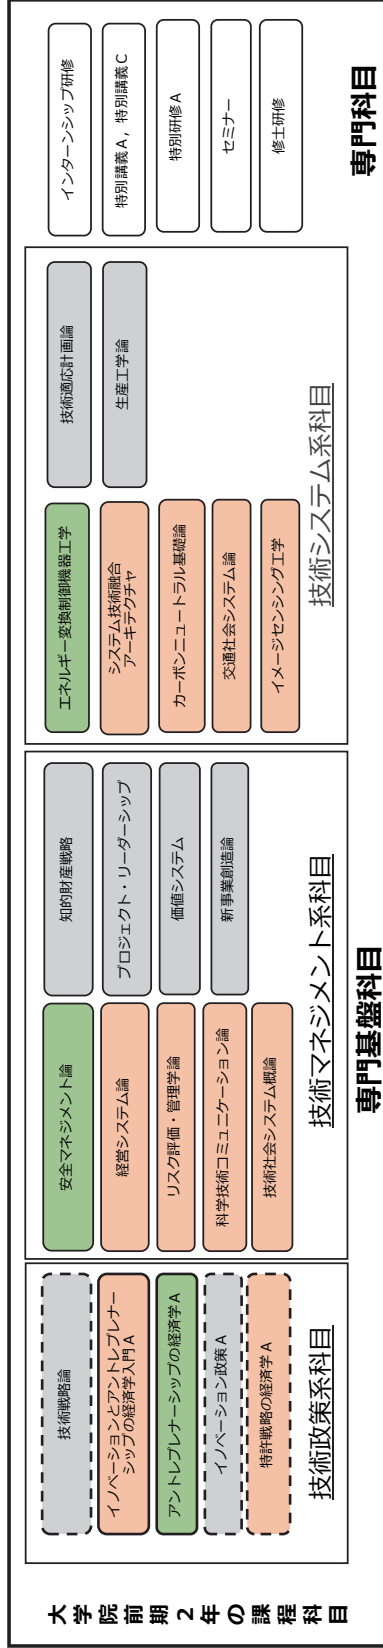 大学院前期２年の課程科目
技術戦略論
イノベーションとアントレプレナー
シップの経済学入門Ａ
アントレプレナーシップの経済学Ａ
イノベーション政策Ａ
特許戦略の経済学Ａ
技術政策系科目
安全マネジメント論
経営システム論
リスク評価・管理学論
科学技術コミュニケーション論
技術社会システム概論
知的財産戦略
プロジェクト・リーダーシップ
価値システム
新事業創造論
技術マネジメント系科目
エネルギー変換制御機器工学
システム技術融合
アーキテクチャ
カーボンニュートラル基礎論
交通社会システム論
イメージセンシング工学
技術適応計画論
生産工学論
技術システム系科目
専門基盤科目
インターンシップ研修
特別講義Ａ，特別講義Ｃ
特別研修Ａ
セミナー
修士研修
専門科目